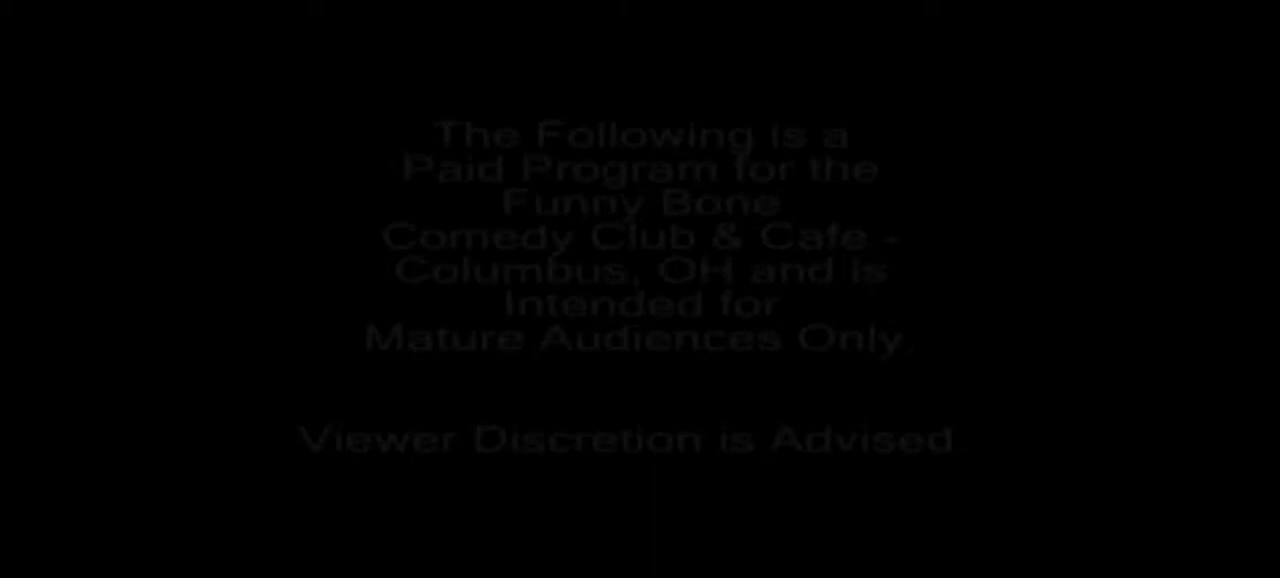 The Following is a
Paid Program for the
Funny Bone
Comedy Club & Cafe -
Columbus, OH and is
Intended for
Mature Audiences Only.
Viewer Discretion is Advised.